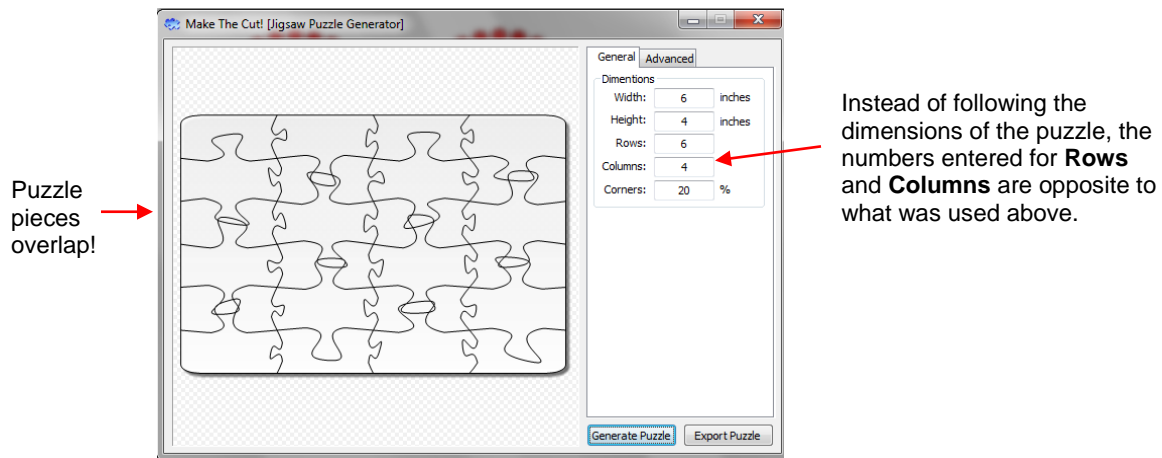 Make The Cut! [Jigsaw Puzzle Generator]
General Advanced
Dimentions
Width: 6 inches
Height: 4 inches
Rows: 6
Columns: 4
Corners: 20 %
Generate Puzzle Export Puzzle
Puzzle
pieces
overlap!
Instead of following the
dimensions of the puzzle, the
numbers entered for Rows
and Columns are opposite to
what was used above.